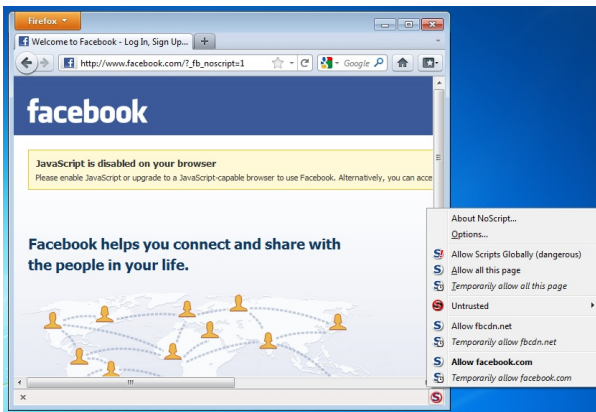 Firefox
Welcome to Facebook - Log In, Sign Up...
http://www.facebook.com/?_fb_noscript=1
Google
facebook
JavaScript is disabled on your browser
Please enable JavaScript or upgrade to a JavaScript-capable browser to use Facebook. Alternatively, you can acce
Facebook helps you connect and share with
the people in your life.
About NoScript...
Options...
Allow Scripts Globally (dangerous)
Allow all this page
Temporarily allow all this page
Untrusted
Allow fbcdn.net
Temporarily allow fbcdn.net
Allow facebook.com
Temporarily allow facebook.com